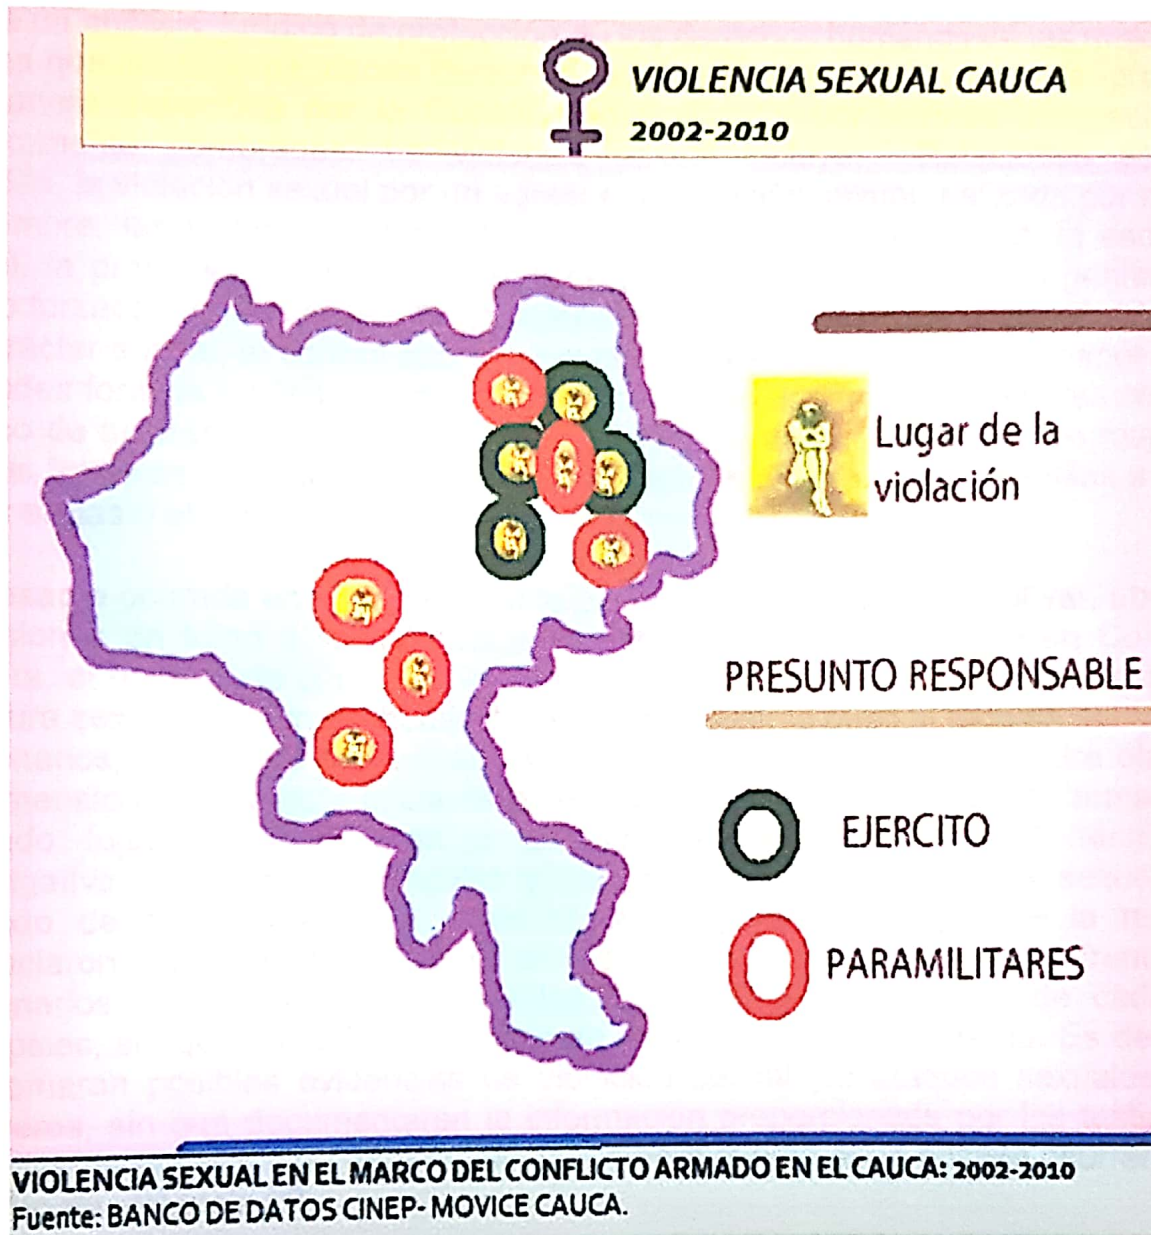 VIOLENCIA SEXUAL CAUCA
2002-2010
Lugar de la
violación
PRESUNTO RESPONSABLE
EJERCITO
PARAMILITARES
VIOLENCIA SEXUAL EN EL MARCO DEL CONFLICTO ARMADO EN EL CAUCA: 2002-2010
Fuente: BANCO DE DATOS CINEP- MOVICE CAUCA.